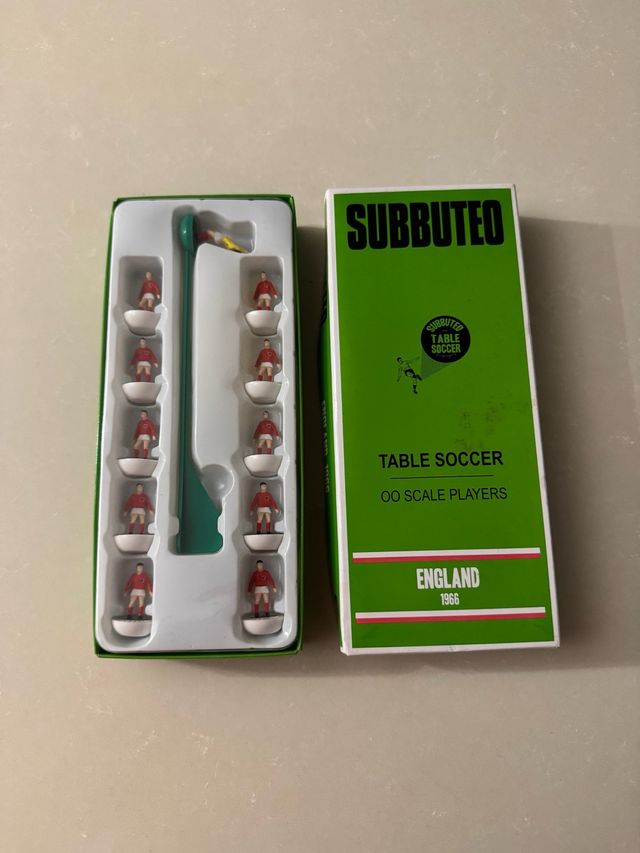 SUBBUTEO
SUBBUTEO
TABLE
SOCCER
TABLE SOCCER
OO SCALE PLAYERS
ENGLAND
1966